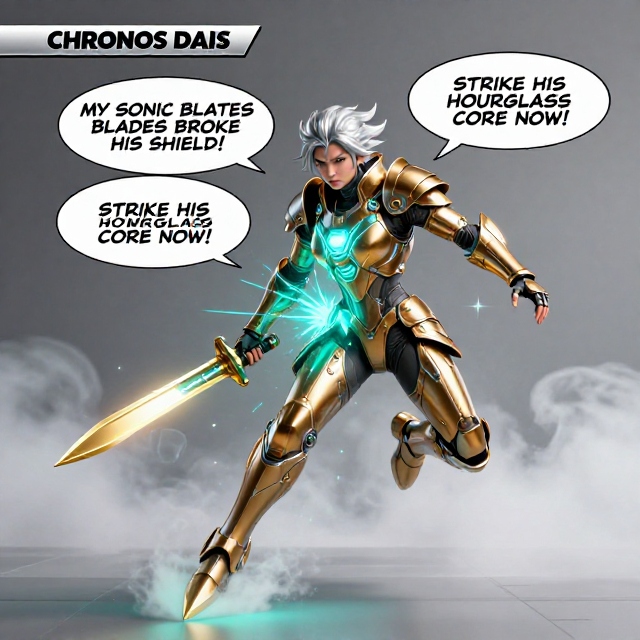 CHRONOS DAIS
MY SONIC BLATES
BLADES BROKE
HIS SHIELD!
STRIKE HIS
HOURGLASS
CORE NOW!
STRIKE HIS
CORE NOW!